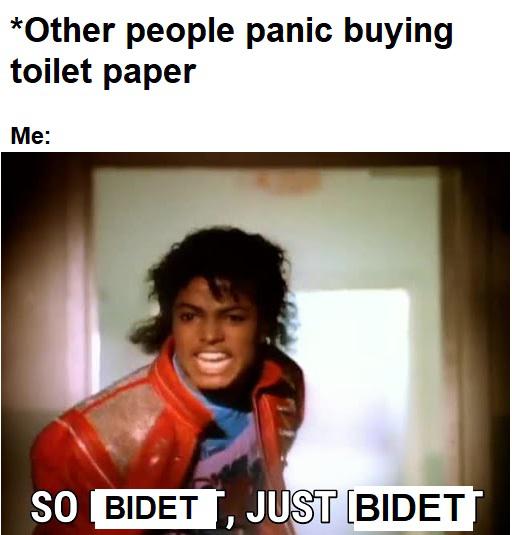 *Other people panic buying
toilet paper
Me:
SO BIDET, JUST BIDET